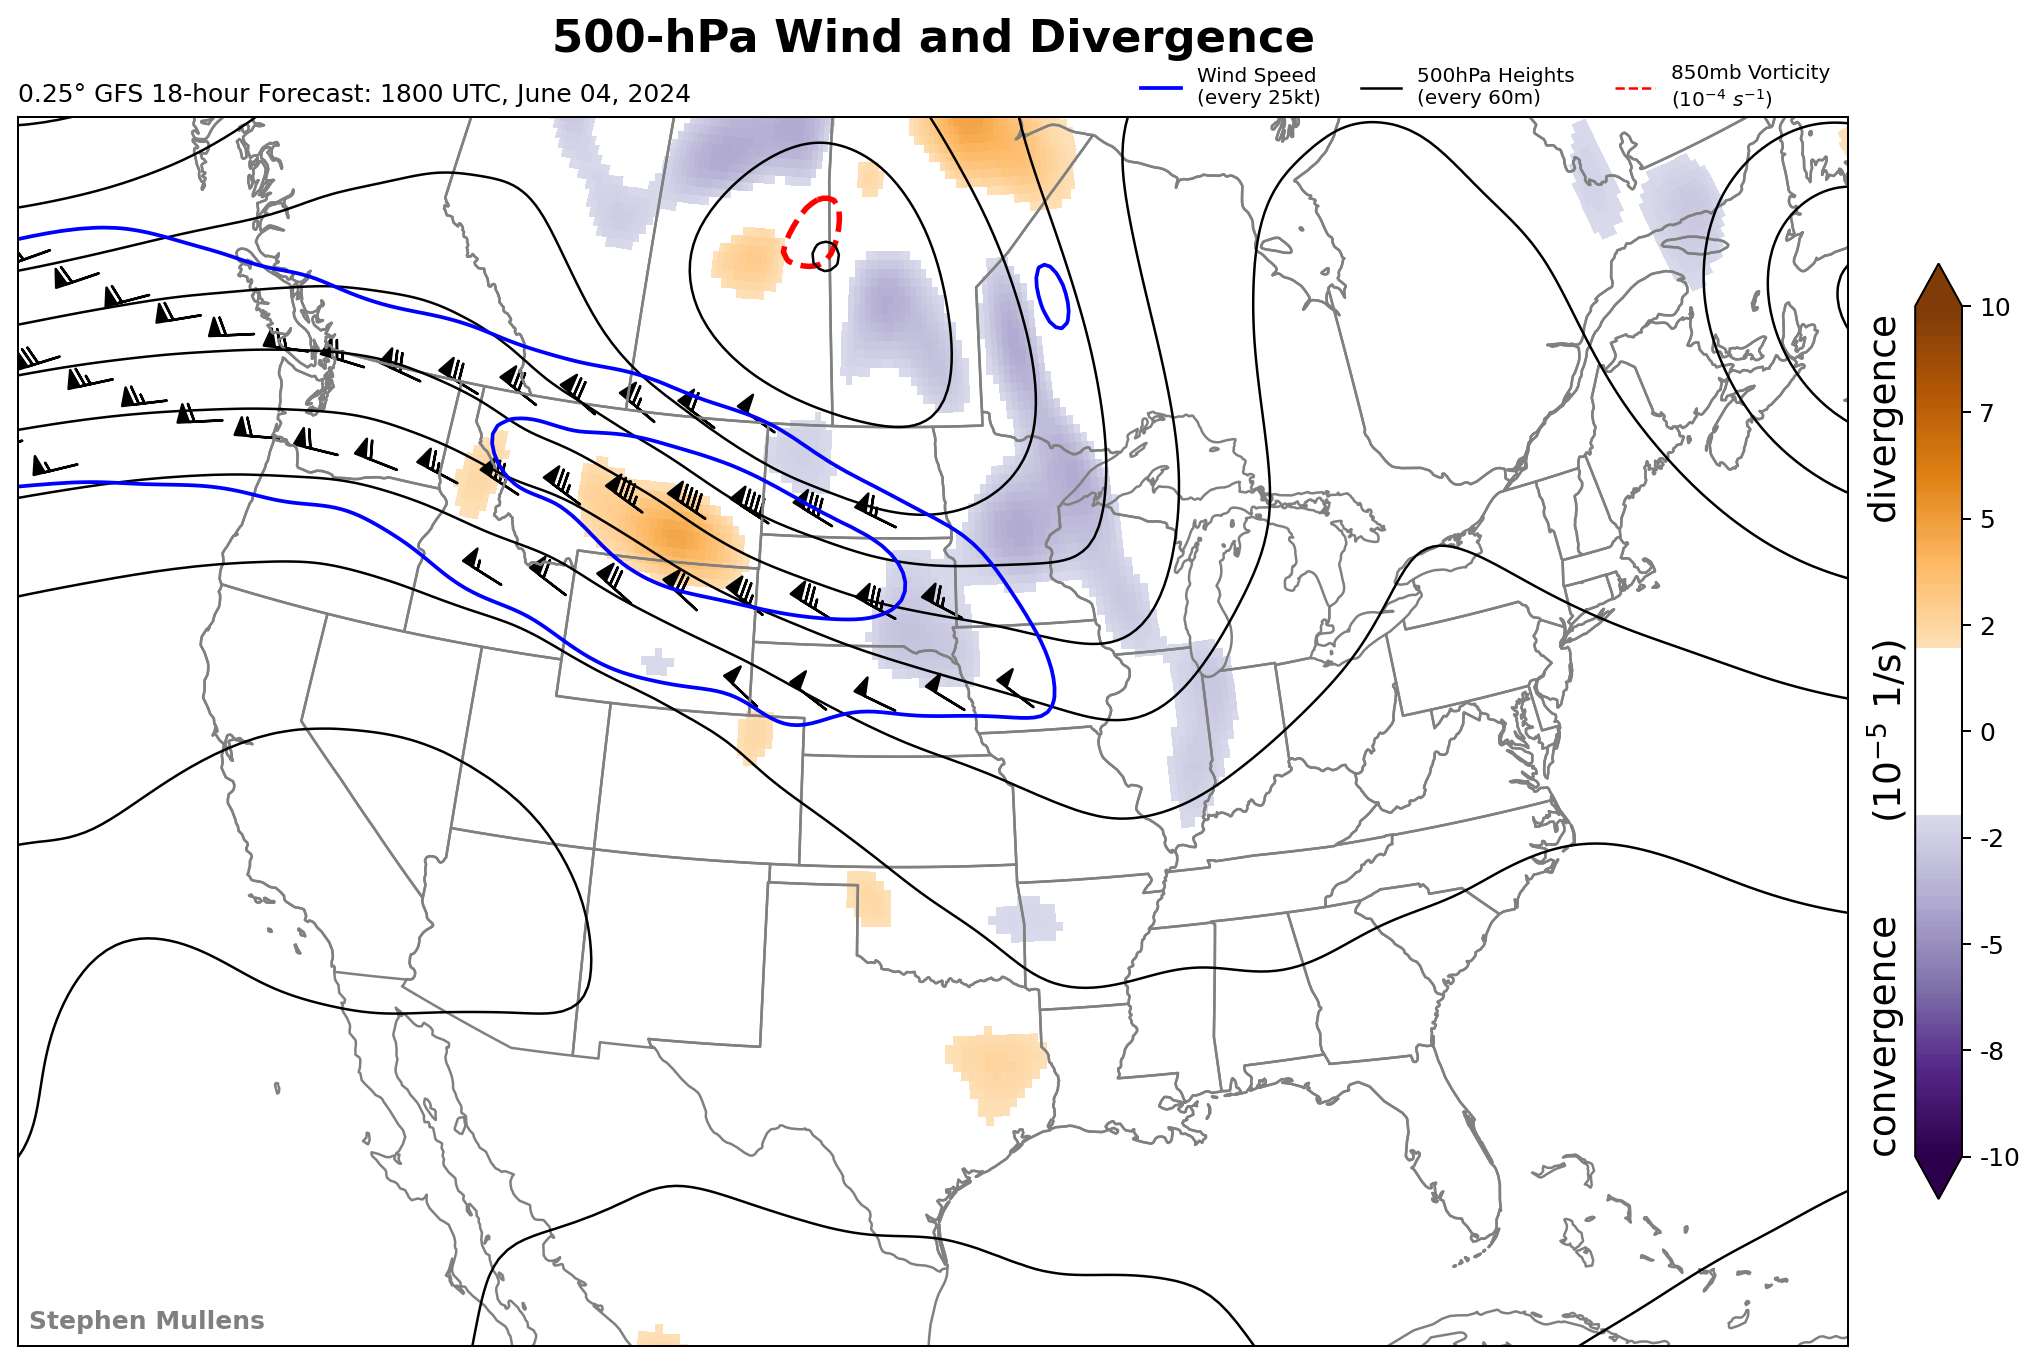 500-hPa Wind and Divergence
0.25° GFS 18-hour Forecast: 1800 UTC, June 04, 2024
Wind Speed
(every 25kt)
500hPa Heights
(every 60m)
850mb Vorticity
(10⁻⁴ s⁻¹)
10
7
5
2
0
-2
-5
-8
-10
convergence (10⁻⁵ 1/s) divergence
Stephen Mullens